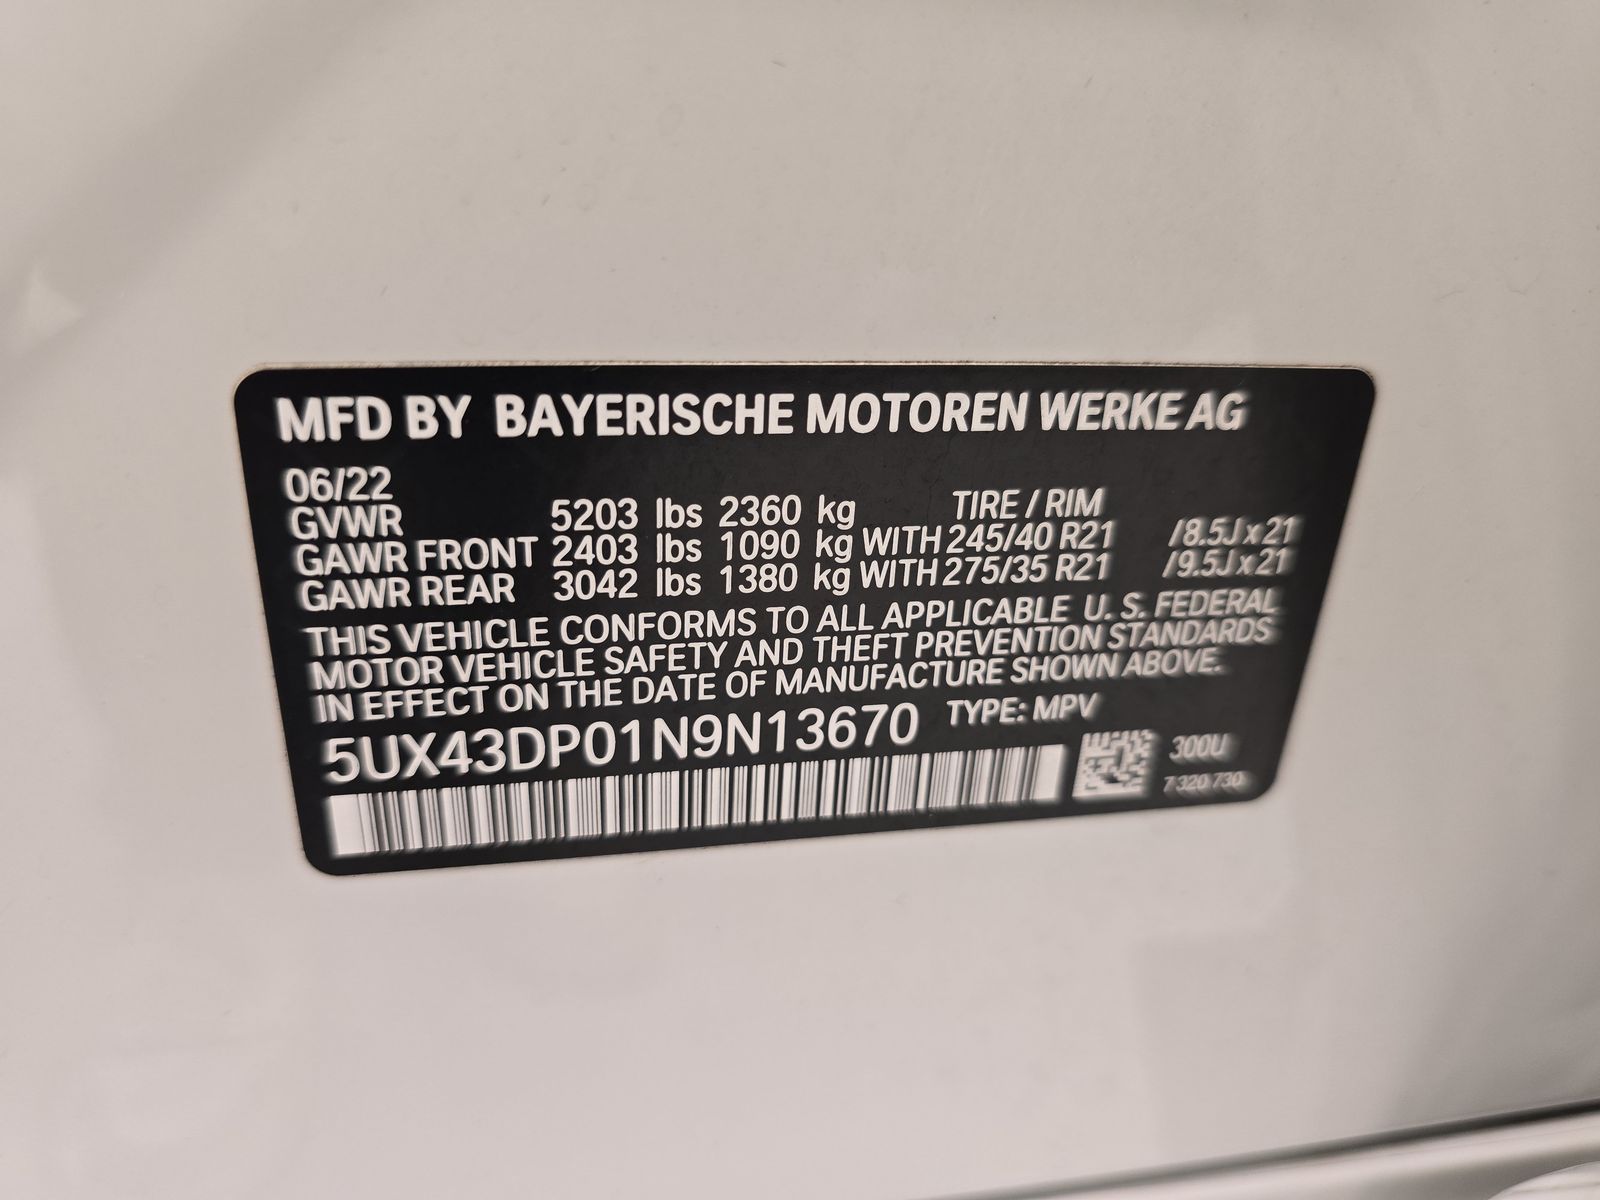 MFD BY BAYERISCHE MOTOREN WERKE AG
06/22
GVWR 5203 lbs 2360 kg TIRE / RIM
GAWR FRONT 2403 lbs 1090 kg WITH 245/40 R21 /8.5J x 21
GAWR REAR 3042 lbs 1380 kg WITH 275/35 R21 /9.5J x 21
THIS VEHICLE CONFORMS TO ALL APPLICABLE U. S. FEDERAL
MOTOR VEHICLE SAFETY AND THEFT PREVENTION STANDARDS
IN EFFECT ON THE DATE OF MANUFACTURE SHOWN ABOVE.
5UX43DP01N9N13670 TYPE: MPV
300U
7 320 730